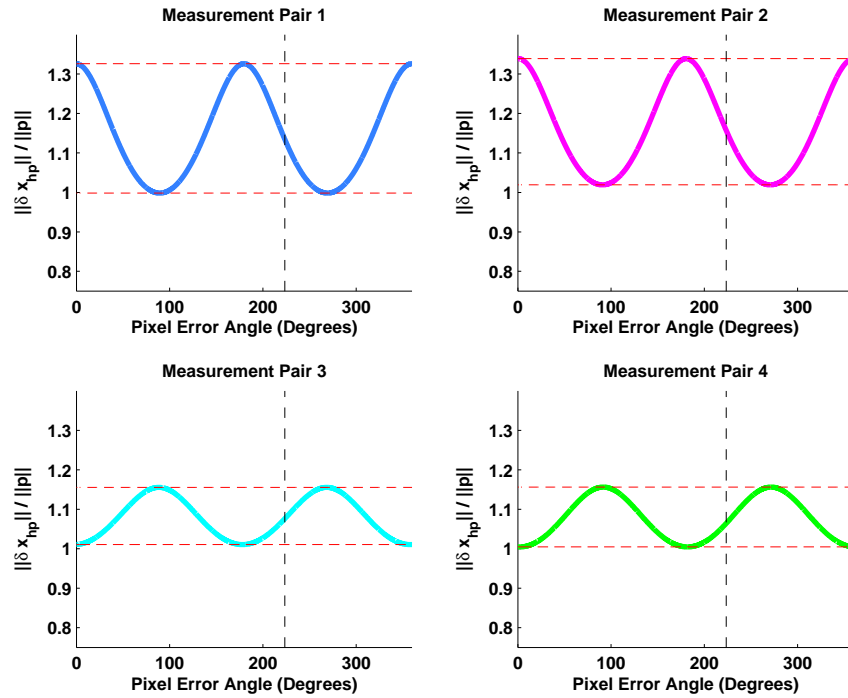 Measurement Pair 1
||δ x_hp|| / ||p||
1.3
1.2
1.1
1
0.9
0.8
0 100 200 300
Pixel Error Angle (Degrees)
Measurement Pair 2
||δ x_hp|| / ||p||
1.3
1.2
1.1
1
0.9
0.8
0 100 200 300
Pixel Error Angle (Degrees)
Measurement Pair 3
||δ x_hp|| / ||p||
1.3
1.2
1.1
1
0.9
0.8
0 100 200 300
Pixel Error Angle (Degrees)
Measurement Pair 4
||δ x_hp|| / ||p||
1.3
1.2
1.1
1
0.9
0.8
0 100 200 300
Pixel Error Angle (Degrees)